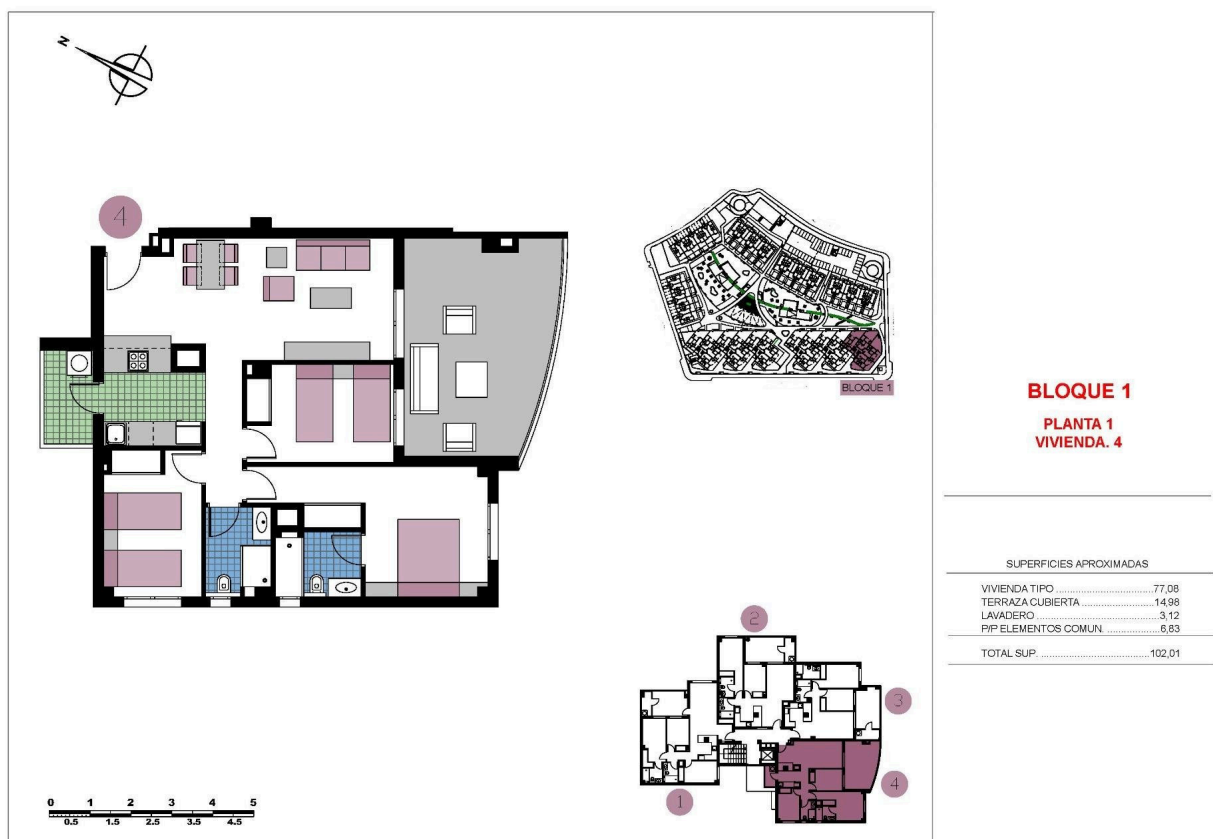 N
4
BLOQUE 1
BLOQUE 1
PLANTA 1
VIVIENDA. 4
SUPERFICIES APROXIMADAS
VIVIENDA TIPO ................................77,08
TERRAZA CUBIERTA ........................14,98
LAVADERO .........................................3,12
P/P ELEMENTOS COMUN. .................6,83
TOTAL SUP. ....................................102,01
2
3
4
1
0 1 2 3 4 5
0.5 1.5 2.5 3.5 4.5